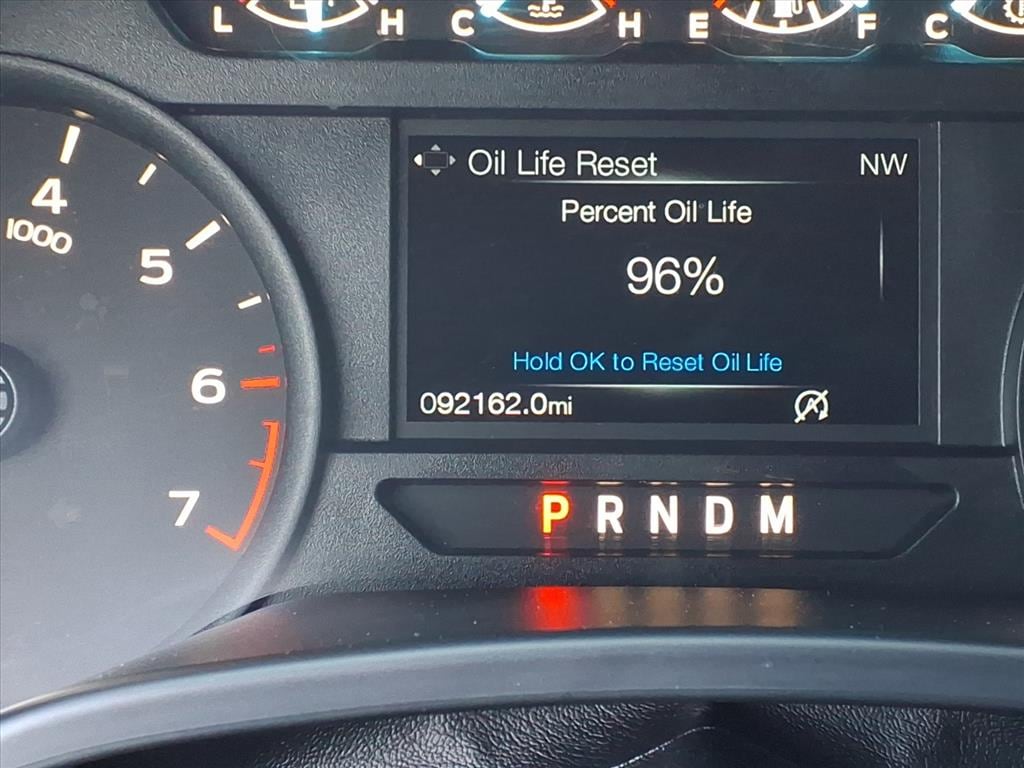 L H C H E F C
4
1000
5
6
7
Oil Life Reset NW
Percent Oil Life
96%
Hold OK to Reset Oil Life
092162.0mi
P R N D M